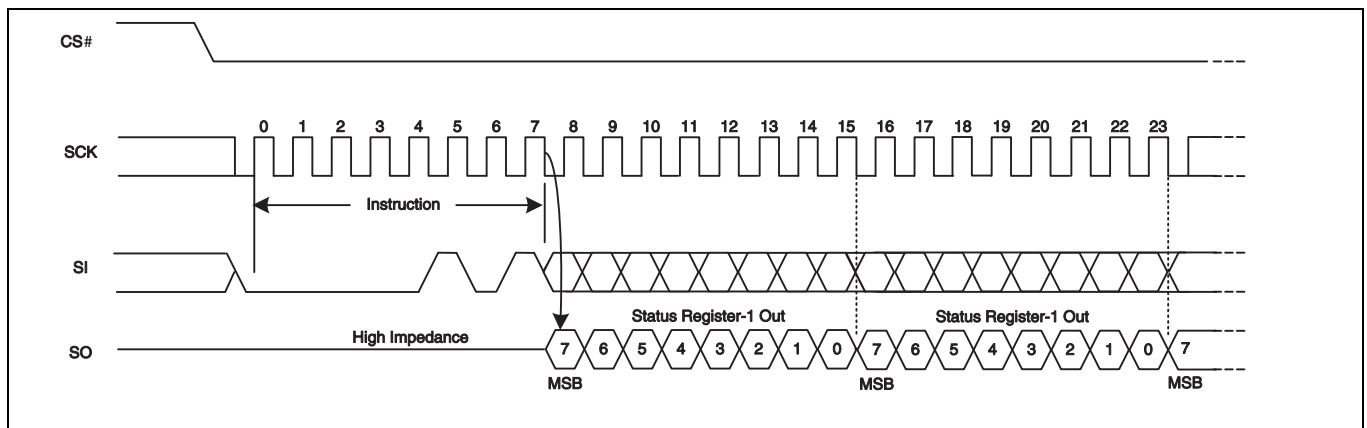 CS#
0 1 2 3 4 5 6 7 8 9 10 11 12 13 14 15 16 17 18 19 20 21 22 23
SCK
Instruction
SI
Status Register-1 Out Status Register-1 Out
High Impedance
SO 7 6 5 4 3 2 1 0 7 6 5 4 3 2 1 0 7
MSB MSB MSB